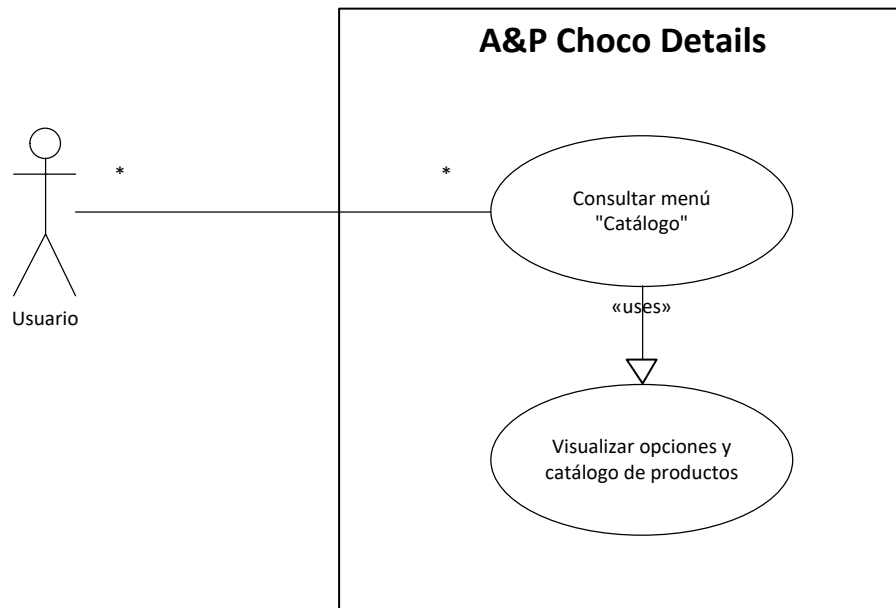 A&P Choco Details
* *
Consultar menú
"Catálogo"
«uses»
Usuario
Visualizar opciones y
catálogo de productos